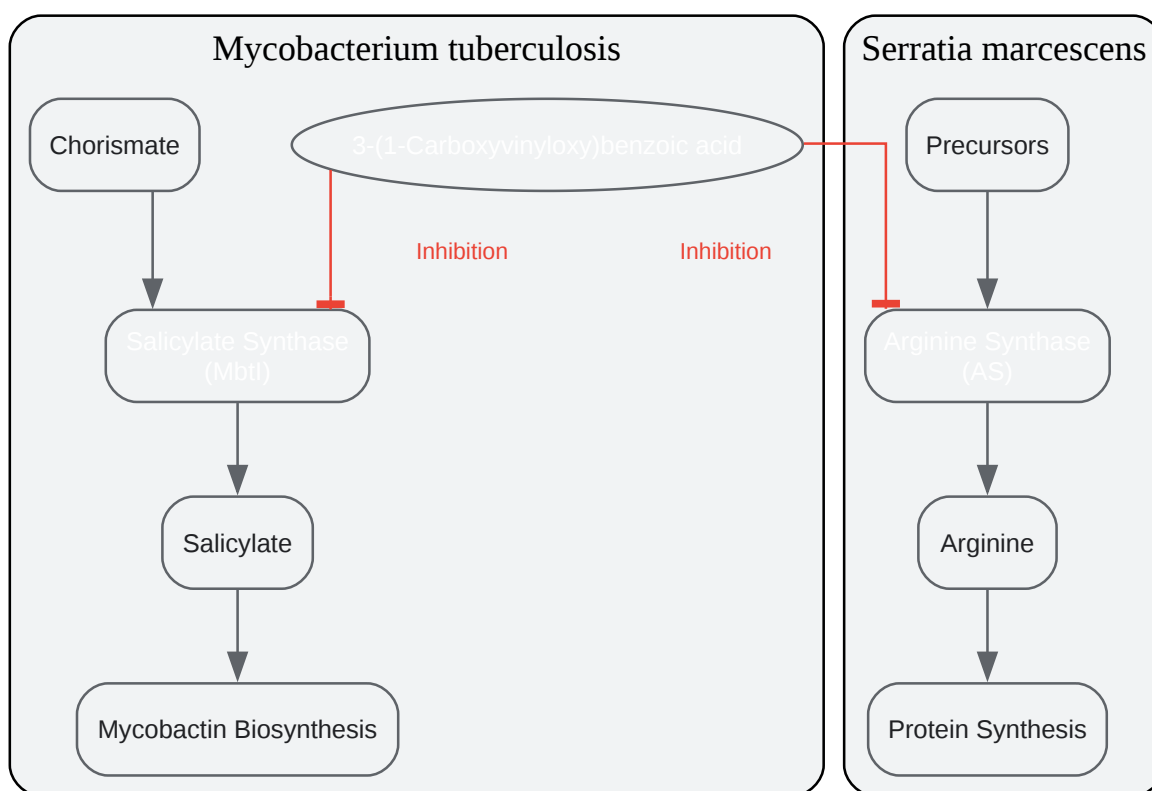 Mycobacterium tuberculosis
Serratia marcescens
Chorismate
3-(1-Carboxyvinyloxy)benzoic acid
Precursors
Inhibition
Inhibition
Salicylate Synthase
(MbtI)
Arginine Synthase
(AS)
Salicylate
Arginine
Mycobactin Biosynthesis
Protein Synthesis